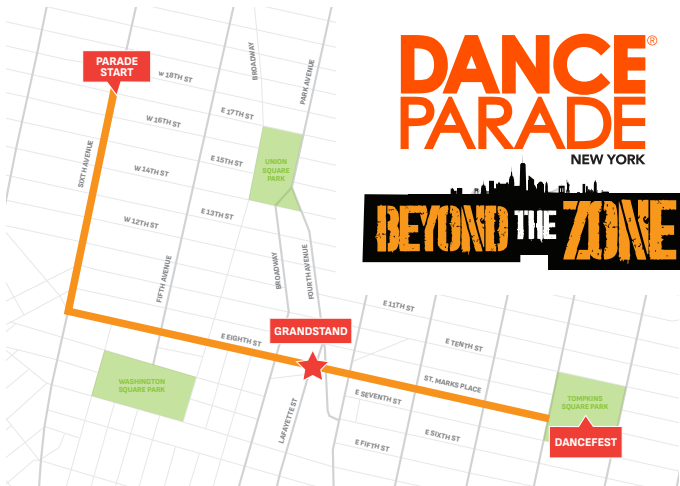 PARADE
START
W 18TH ST
BROADWAY
PARK AVENUE
DANCE®
PARADE
NEW YORK
BEYOND THE ZONE
W 16TH ST
E 17TH ST
SIXTH AVENUE
W 14TH ST
E 15TH ST
UNION
SQUARE
PARK
W 12TH ST
E 13TH ST
FIFTH AVENUE
BROADWAY
FOURTH AVENUE
E 11TH ST
GRANDSTAND
E EIGHTH ST
E TENTH ST
WASHINGTON
SQUARE PARK
ST. MARKS PLACE
E SEVENTH ST
TOMPKINS
SQUARE PARK
LAFAYETTE ST
E SIXTH ST
E FIFTH ST
DANCEFEST